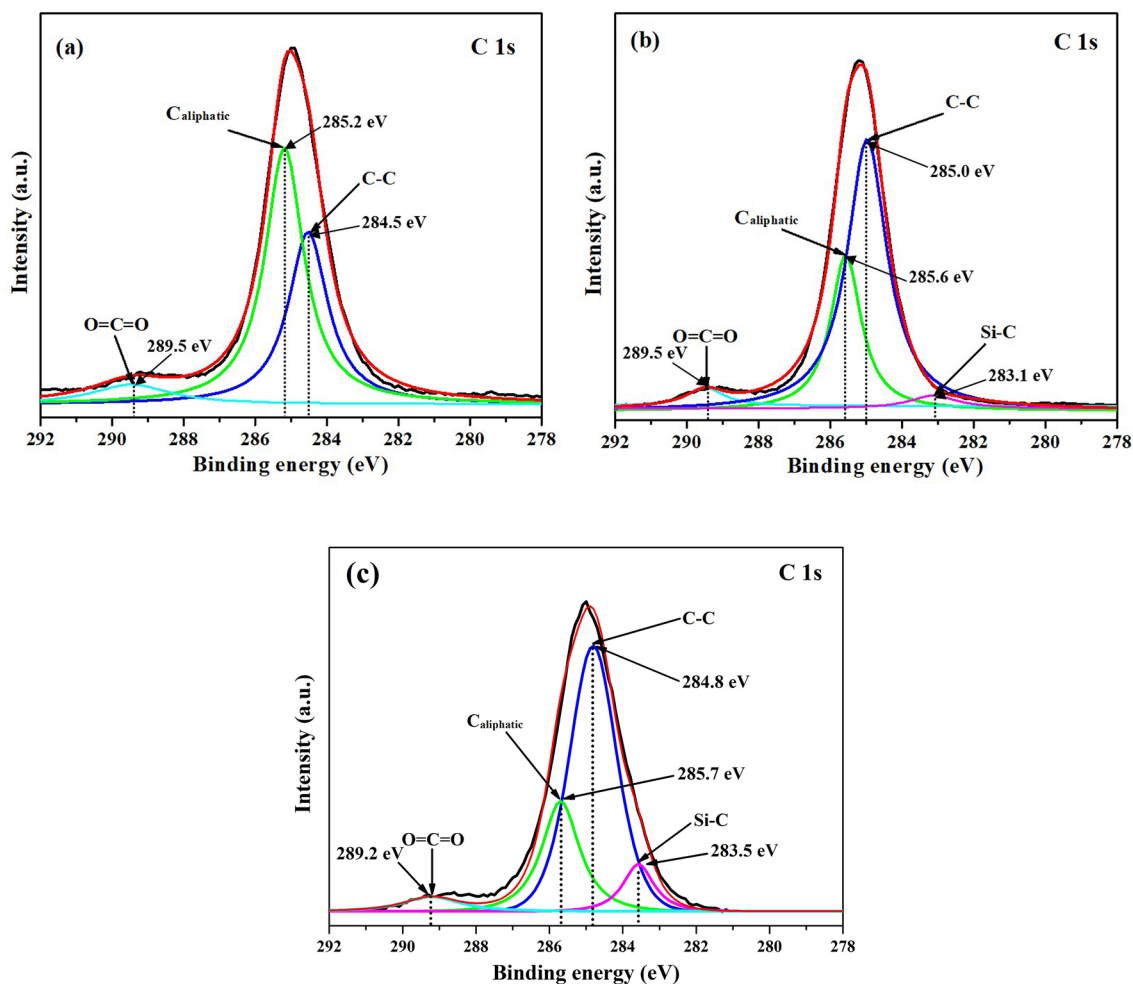 (a)
C 1s
Caliphatic
285.2 eV
C-C
284.5 eV
O=C=O
289.5 eV
Intensity (a.u.)
292 290 288 286 284 282 280 278
Binding energy (eV)
(b)
C 1s
C-C
285.0 eV
Caliphatic
285.6 eV
O=C=O
289.5 eV
Si-C
283.1 eV
Intensity (a.u.)
292 290 288 286 284 282 280 278
Binding energy (eV)
(c)
C 1s
C-C
284.8 eV
Caliphatic
285.7 eV
Si-C
283.5 eV
O=C=O
289.2 eV
Intensity (a.u.)
292 290 288 286 284 282 280 278
Binding energy (eV)